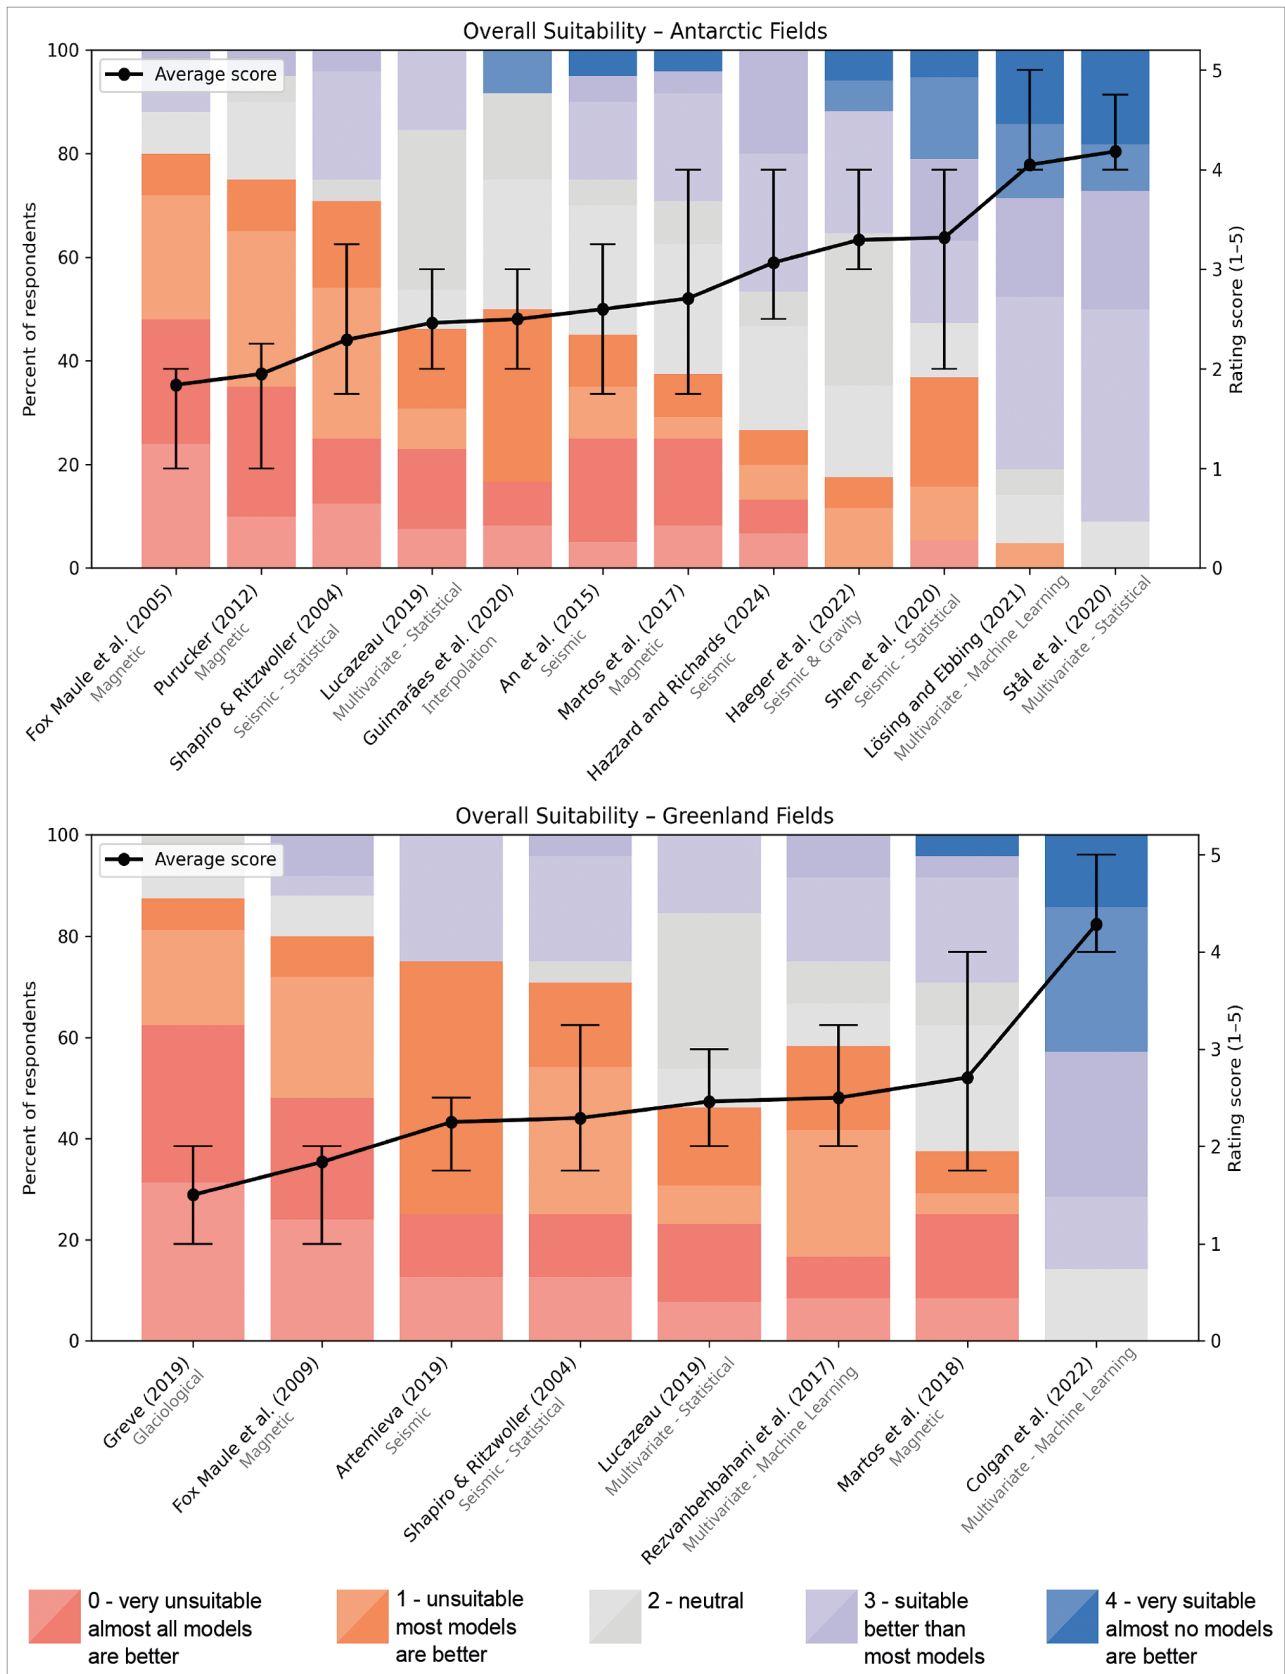 Overall Suitability – Antarctic Fields
Average score
100
80
60
40
20
0
Percent of respondents
5
4
3
2
1
0
Rating score (1–5)
Fox Maule et al. (2005)
Magnetic
Purucker (2012)
Magnetic
Shapiro & Ritzwoller (2004)
Seismic - Statistical
Lucazeau (2019)
Multivariate - Statistical
Guimarães et al. (2020)
Interpolation
An et al. (2015)
Seismic
Martos et al. (2017)
Magnetic
Hazzard and Richards (2024)
Seismic
Haeger et al. (2022)
Seismic & Gravity
Shen et al. (2020)
Seismic - Statistical
Lösing and Ebbing (2021)
Multivariate - Machine Learning
Stål et al. (2020)
Multivariate - Statistical
Overall Suitability – Greenland Fields
Average score
100
80
60
40
20
0
Percent of respondents
5
4
3
2
1
0
Rating score (1–5)
Greve (2019)
Glaciological
Fox Maule et al. (2009)
Magnetic
Artemieva (2019)
Seismic
Shapiro & Ritzwoller (2004)
Seismic - Statistical
Lucazeau (2019)
Multivariate - Statistical
Rezvanbehbahani et al. (2017)
Multivariate - Machine Learning
Martos et al. (2018)
Magnetic
Colgan et al. (2022)
Multivariate - Machine Learning
0 - very unsuitable
almost all models
are better
1 - unsuitable
most models
are better
2 - neutral
3 - suitable
better than
most models
4 - very suitable
almost no models
are better